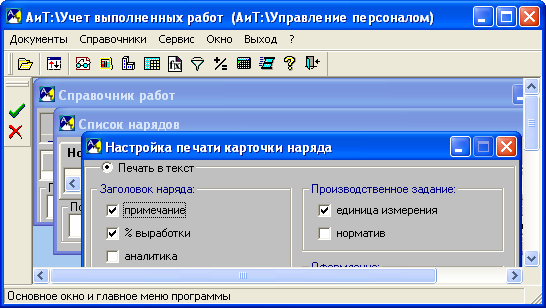 АиТ:Учет выполненных работ (АиТ:Управление персоналом)
Документы Справочники Сервис Окно Выход ?
Справочник работ
Список нарядов
Но
Настройка печати карточки наряда
Печать в текст
Заголовок наряда:
Производственное задание:
примечание
единица измерения
% выработки
норматив
аналитика
Основное окно и главное меню программы